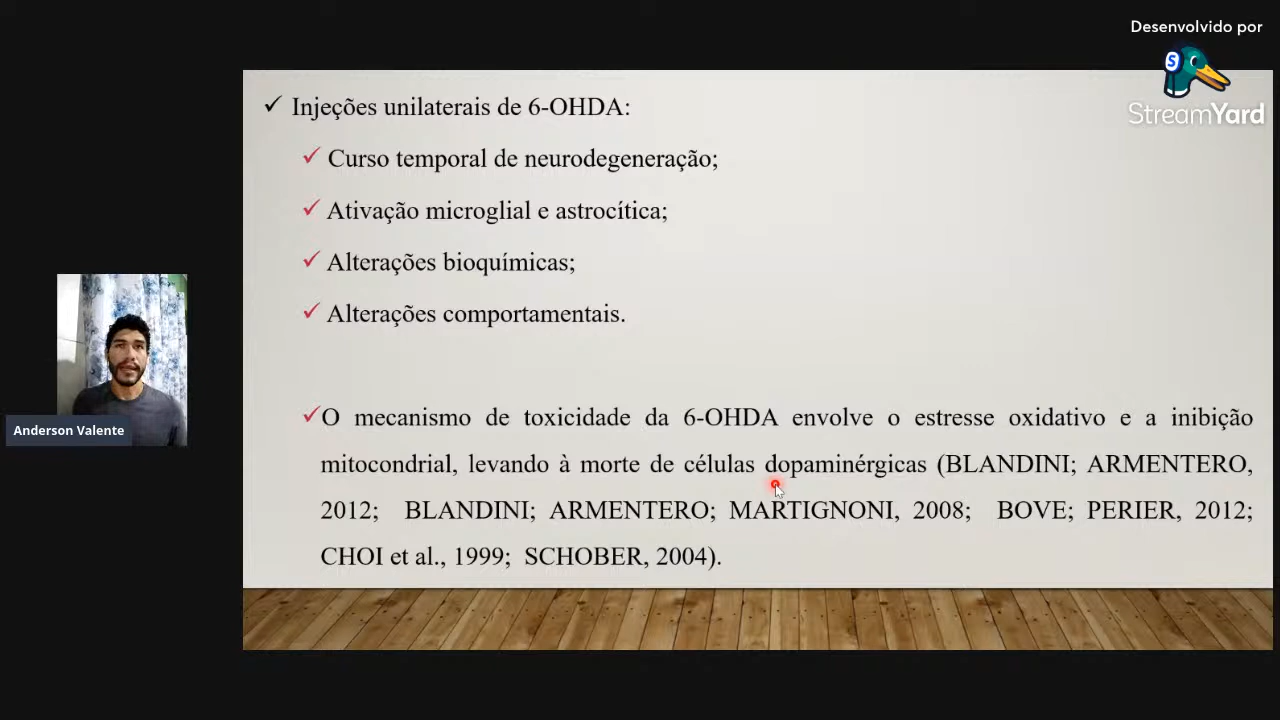 Desenvolvido por
StreamYard
Injeções unilaterais de 6-OHDA:
Curso temporal de neurodegeneração;
Ativação microglial e astrocítica;
Alterações bioquímicas;
Alterações comportamentais.
O mecanismo de toxicidade da 6-OHDA envolve o estresse oxidativo e a inibição
mitocondrial, levando à morte de células dopaminérgicas (BLANDINI; ARMENTERO,
2012; BLANDINI; ARMENTERO; MARTIGNONI, 2008; BOVE; PERIER, 2012;
CHOI et al., 1999; SCHOBER, 2004).
Anderson Valente